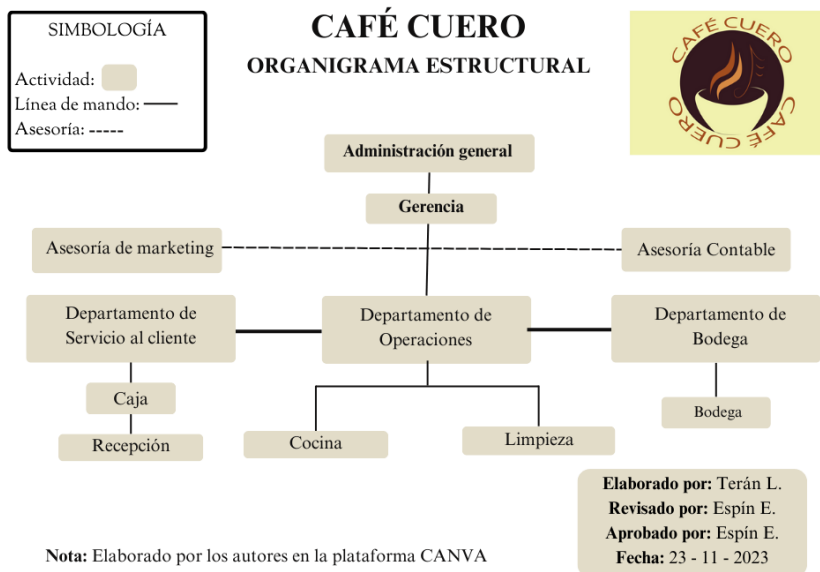 SIMBOLOGÍA
Actividad:
Línea de mando:
Asesoría:
CAFÉ CUERO
ORGANIGRAMA ESTRUCTURAL
CAFÉ CUERO
CAFÉ CUERO
Administración general
Gerencia
Asesoría de marketing
Asesoría Contable
Departamento de
Servicio al cliente
Departamento de
Operaciones
Departamento de
Bodega
Caja
Recepción
Cocina
Limpieza
Bodega
Elaborado por: Terán L.
Revisado por: Espín E.
Aprobado por: Espín E.
Fecha: 23 - 11 - 2023
Nota: Elaborado por los autores en la plataforma CANVA